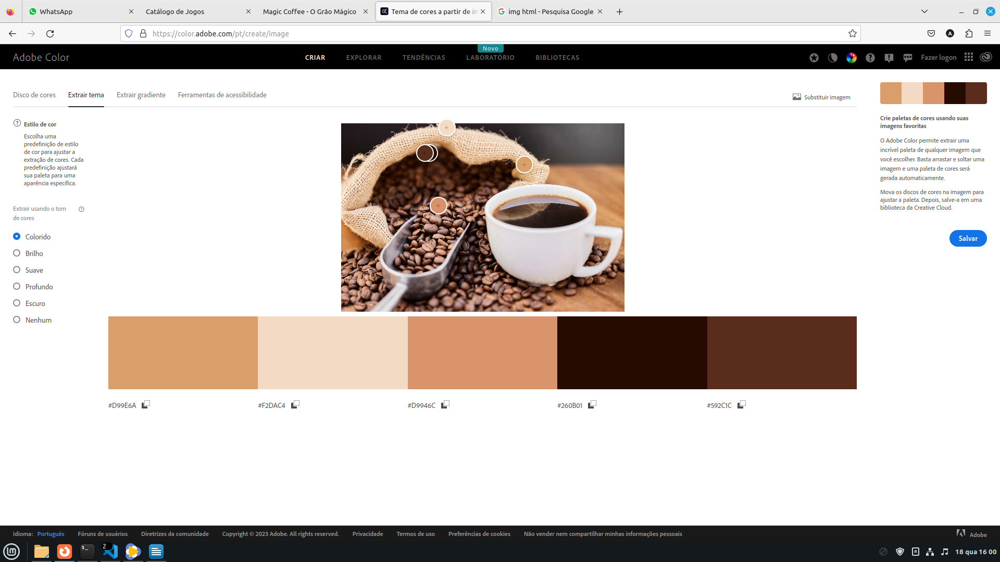 WhatsApp
Catálogo de Jogos
Magic Coffee - O Grão Mágico
Tema de cores a partir de im
img html - Pesquisa Google
https://color.adobe.com/pt/create/image
Adobe Color
CRIAR
EXPLORAR
TENDÊNCIAS
Novo
LABORATÓRIO
BIBLIOTECAS
Fazer logon
Disco de cores
Extrair tema
Extrair gradiente
Ferramentas de acessibilidade
Substituir imagem
Estilo de cor
Escolha uma
predefinição de estilo
de cor para ajustar a
extração de cores. Cada
predefinição ajustará
sua paleta para uma
aparência específica.
Extrair usando o tom
de cores
Colorido
Brilho
Suave
Profundo
Escuro
Nenhum
#D99E6A
#F2DAC4
#D9946C
#260B01
#592C1C
Crie paletas de cores usando suas
imagens favoritas
O Adobe Color permite extrair uma
incrível paleta de qualquer imagem que
você escolher. Basta arrastar e soltar uma
imagem e uma paleta de cores será
gerada automaticamente.
Mova os discos de cores na imagem para
ajustar a paleta. Depois, salve-a em uma
biblioteca da Creative Cloud.
Salvar
Idioma: Português
Fóruns de usuários
Diretrizes da comunidade
Copyright © 2023 Adobe. All rights reserved.
Privacidade
Termos de uso
Preferências de cookies
Não vender nem compartilhar minhas informações pessoais
Adobe
2
18 qua 16 00